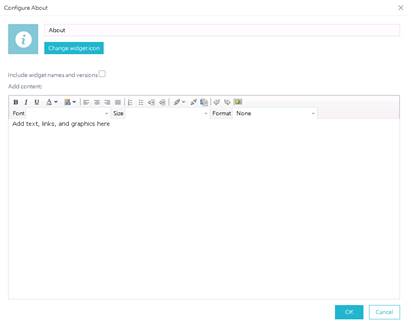 Configure About
About
Change widget icon
Include widget names and versions
Add content:
B I U A
Font Size Format None
Add text, links, and graphics here
OK Cancel